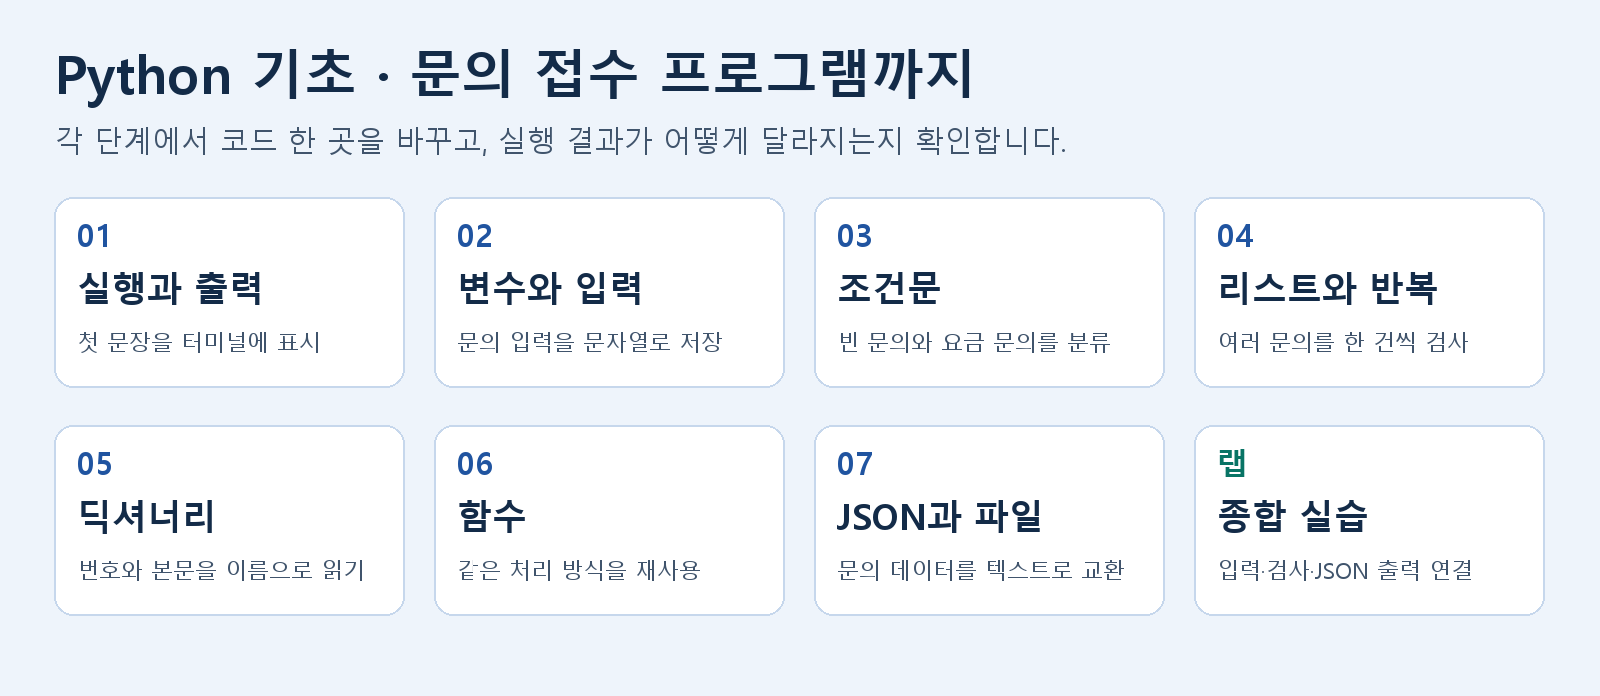 Python 기초 · 문의 접수 프로그램까지
각 단계에서 코드 한 곳을 바꾸고, 실행 결과가 어떻게 달라지는지 확인합니다.
01
실행과 출력
첫 문장을 터미널에 표시
02
변수와 입력
문의 입력을 문자열로 저장
03
조건문
빈 문의와 요금 문의를 분류
04
리스트와 반복
여러 문의를 한 건씩 검사
05
딕셔너리
번호와 본문을 이름으로 읽기
06
함수
같은 처리 방식을 재사용
07
JSON과 파일
문의 데이터를 텍스트로 교환
랩
종합 실습
입력·검사·JSON 출력 연결